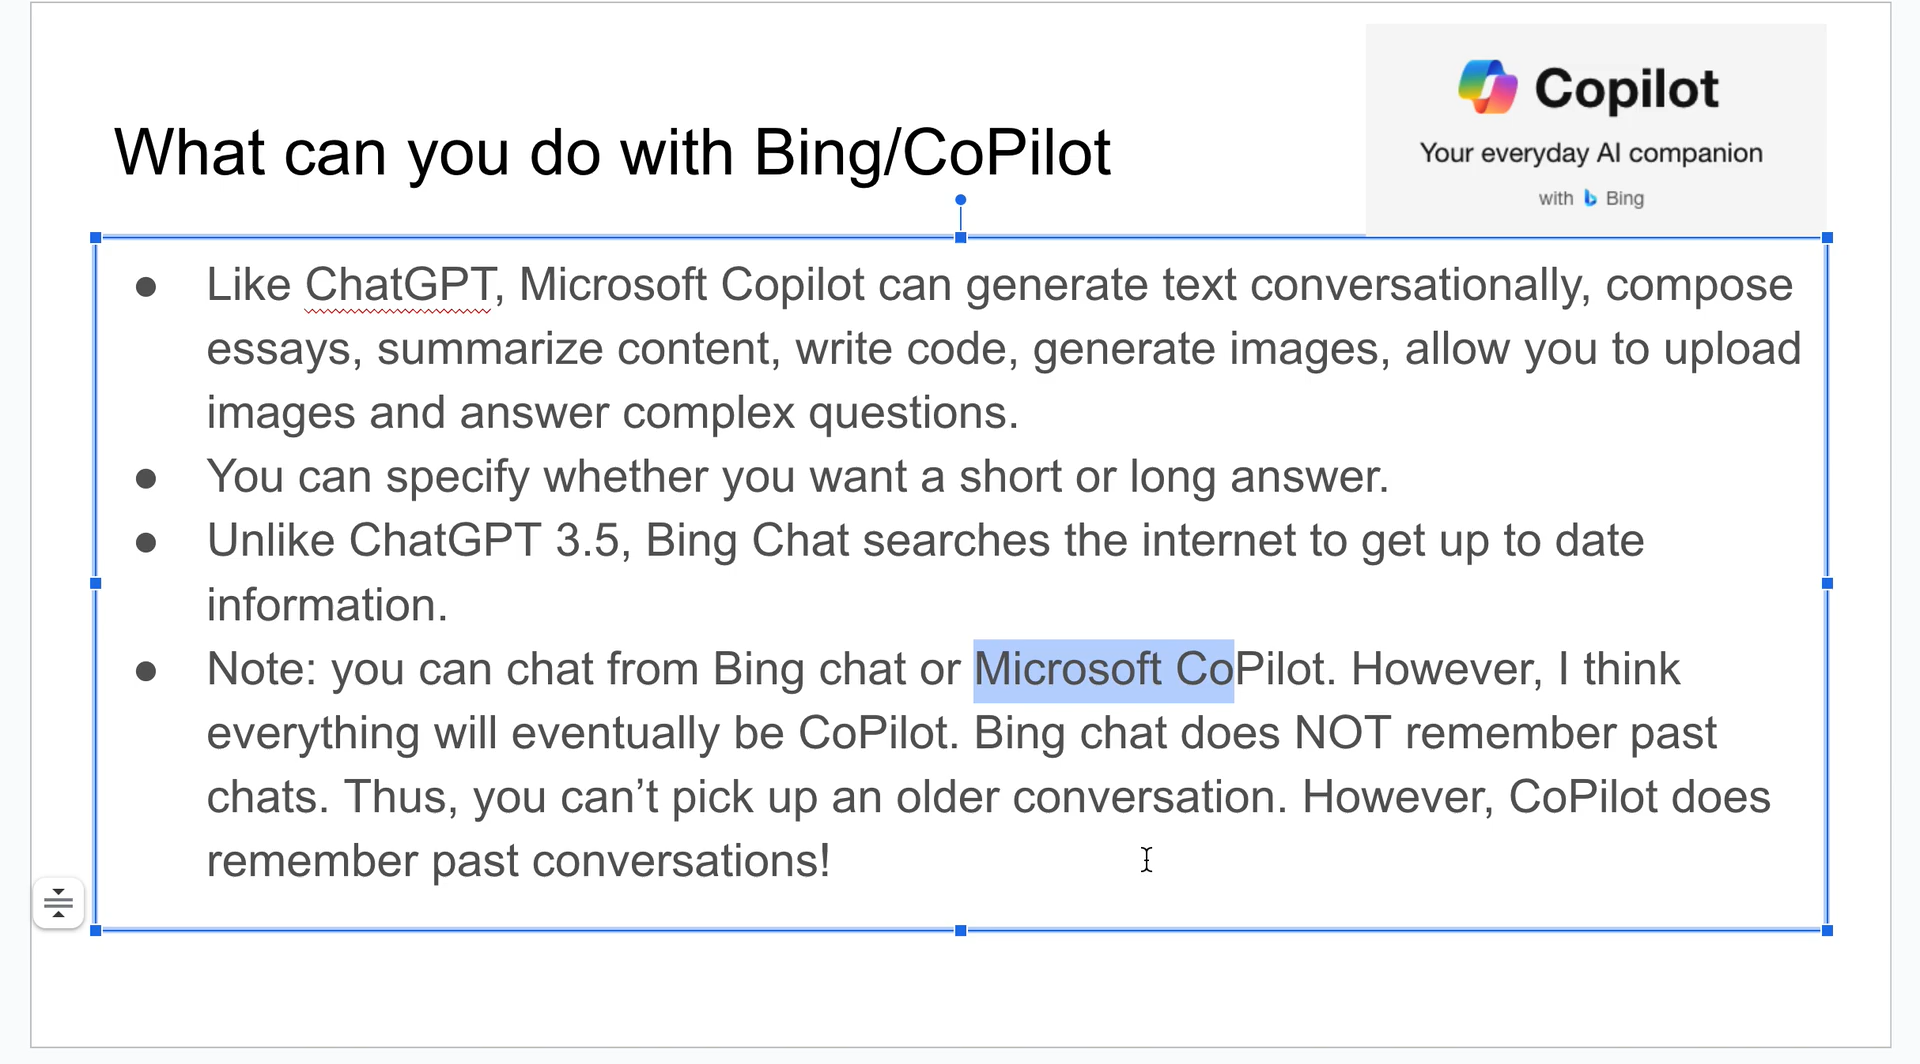 Copilot
Your everyday AI companion
with Bing
What can you do with Bing/CoPilot
● Like ChatGPT, Microsoft Copilot can generate text conversationally, compose
essays, summarize content, write code, generate images, allow you to upload
images and answer complex questions.
● You can specify whether you want a short or long answer.
● Unlike ChatGPT 3.5, Bing Chat searches the internet to get up to date
information.
● Note: you can chat from Bing chat or Microsoft CoPilot. However, I think
everything will eventually be CoPilot. Bing chat does NOT remember past
chats. Thus, you can’t pick up an older conversation. However, CoPilot does
remember past conversations!